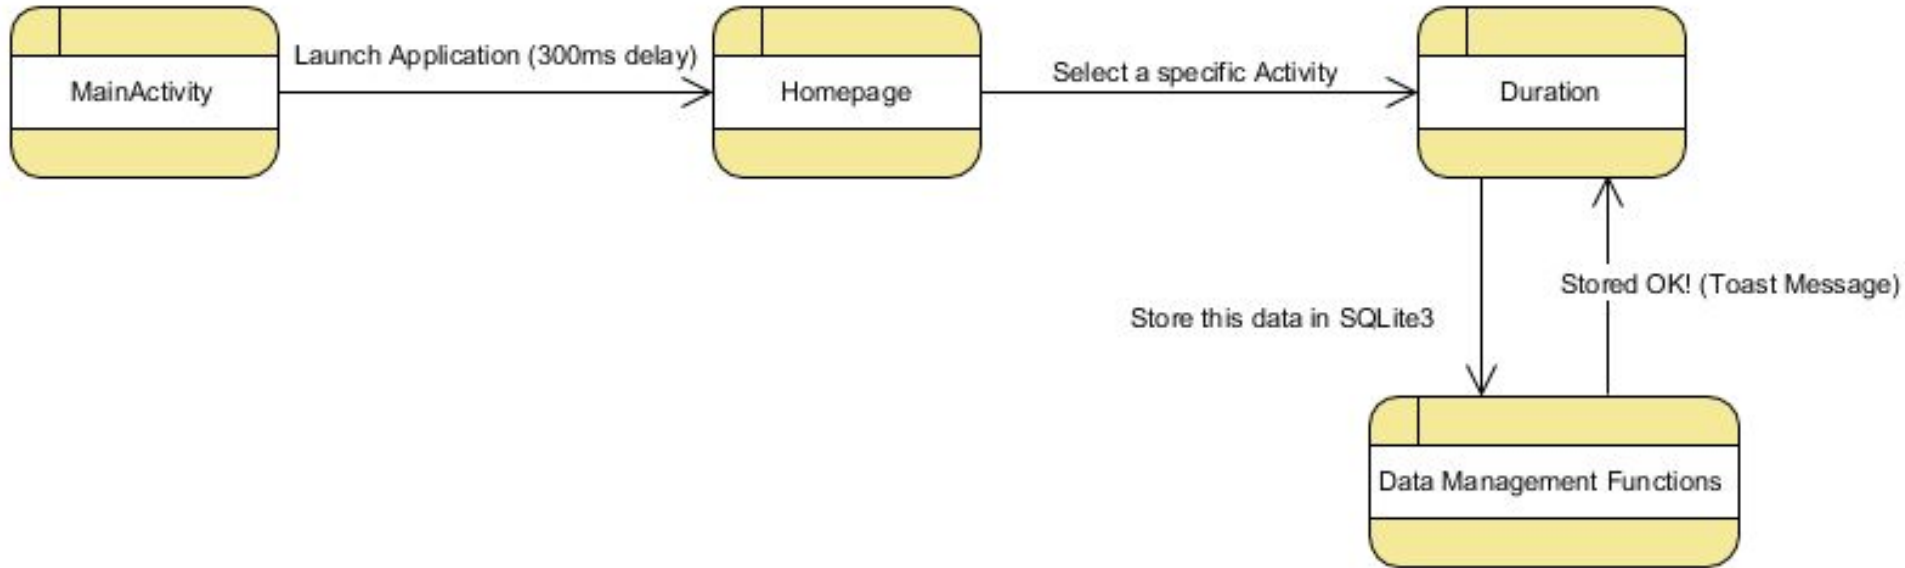 MainActivity
Launch Application (300ms delay)
Homepage
Select a specific Activity
Duration
Store this data in SQLite3
Stored OK! (Toast Message)
Data Management Functions